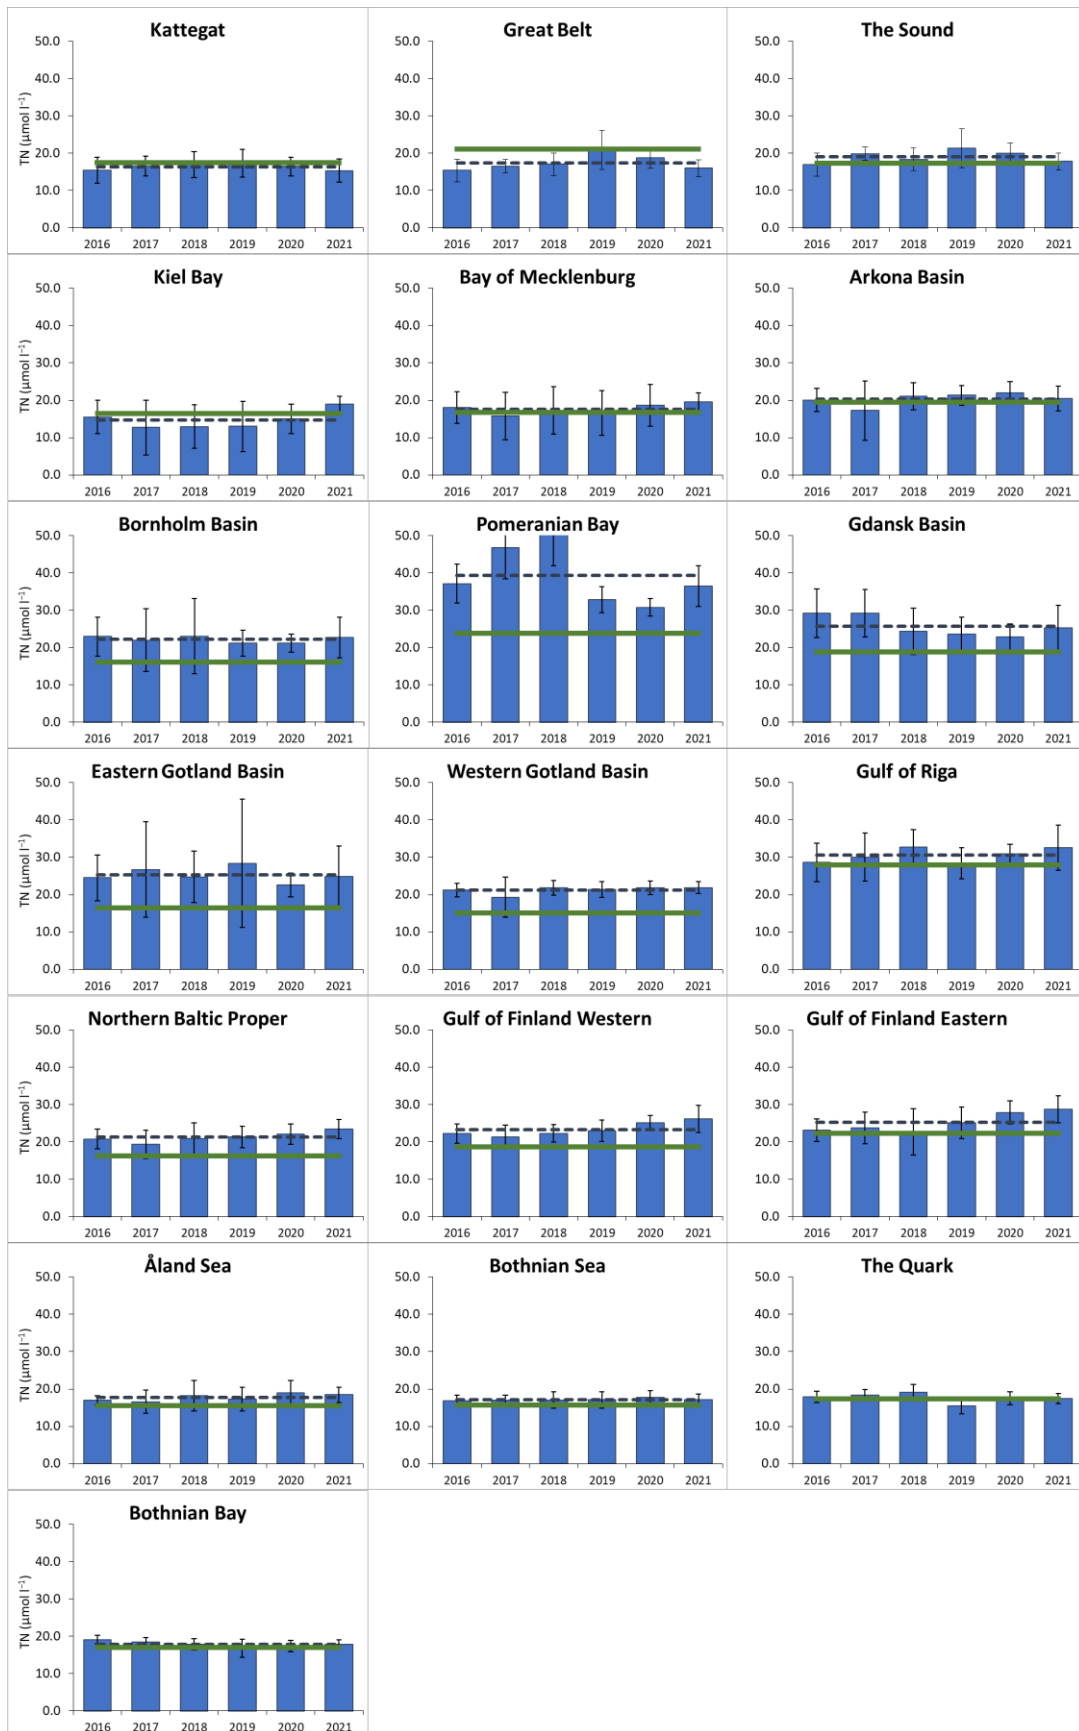 Kattegat
50.0
40.0
30.0
20.0
10.0
0.0
TN (µmol l⁻¹)
2016 2017 2018 2019 2020 2021
Great Belt
50.0
40.0
30.0
20.0
10.0
0.0
2016 2017 2018 2019 2020 2021
The Sound
50.0
40.0
30.0
20.0
10.0
0.0
2016 2017 2018 2019 2020 2021
Kiel Bay
50.0
40.0
30.0
20.0
10.0
0.0
TN (µmol l⁻¹)
2016 2017 2018 2019 2020 2021
Bay of Mecklenburg
50.0
40.0
30.0
20.0
10.0
0.0
2016 2017 2018 2019 2020 2021
Arkona Basin
50.0
40.0
30.0
20.0
10.0
0.0
2016 2017 2018 2019 2020 2021
Bornholm Basin
50.0
40.0
30.0
20.0
10.0
0.0
TN (µmol l⁻¹)
2016 2017 2018 2019 2020 2021
Pomeranian Bay
50.0
40.0
30.0
20.0
10.0
0.0
2016 2017 2018 2019 2020 2021
Gdansk Basin
50.0
40.0
30.0
20.0
10.0
0.0
2016 2017 2018 2019 2020 2021
Eastern Gotland Basin
50.0
40.0
30.0
20.0
10.0
0.0
TN (µmol l⁻¹)
2016 2017 2018 2019 2020 2021
Western Gotland Basin
50.0
40.0
30.0
20.0
10.0
0.0
2016 2017 2018 2019 2020 2021
Gulf of Riga
50.0
40.0
30.0
20.0
10.0
0.0
2016 2017 2018 2019 2020 2021
Northern Baltic Proper
50.0
40.0
30.0
20.0
10.0
0.0
TN (µmol l⁻¹)
2016 2017 2018 2019 2020 2021
Gulf of Finland Western
50.0
40.0
30.0
20.0
10.0
0.0
2016 2017 2018 2019 2020 2021
Gulf of Finland Eastern
50.0
40.0
30.0
20.0
10.0
0.0
2016 2017 2018 2019 2020 2021
Åland Sea
50.0
40.0
30.0
20.0
10.0
0.0
TN (µmol l⁻¹)
2016 2017 2018 2019 2020 2021
Bothnian Sea
50.0
40.0
30.0
20.0
10.0
0.0
2016 2017 2018 2019 2020 2021
The Quark
50.0
40.0
30.0
20.0
10.0
0.0
2016 2017 2018 2019 2020 2021
Bothnian Bay
50.0
40.0
30.0
20.0
10.0
0.0
TN (µmol l⁻¹)
2016 2017 2018 2019 2020 2021